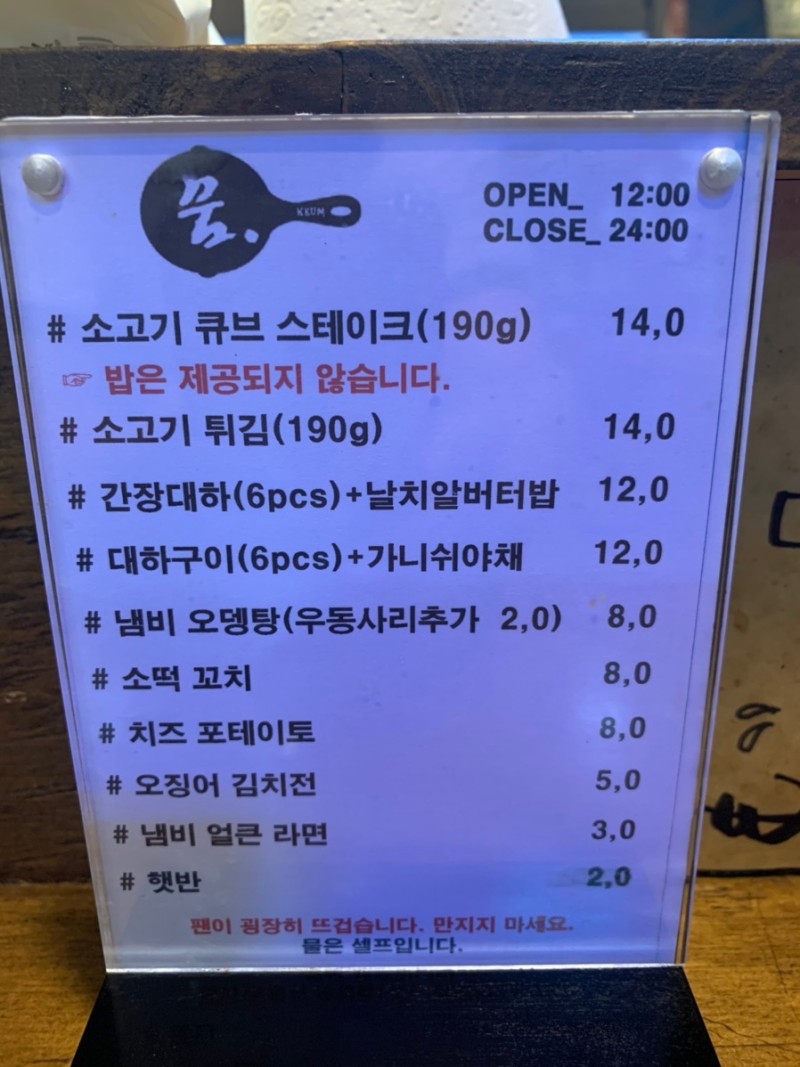 뭄.
KKUM
OPEN_ 12:00
CLOSE_ 24:00
# 소고기 큐브 스테이크(190g) 14,0
☞ 밥은 제공되지 않습니다.
# 소고기 튀김(190g) 14,0
# 간장대하(6pcs)+날치알버터밥 12,0
# 대하구이(6pcs)+가니쉬야채 12,0
# 냄비 오뎅탕(우동사리추가 2,0) 8,0
# 소떡 꼬치 8,0
# 치즈 포테이토 8,0
# 오징어 김치전 5,0
# 냄비 얼큰 라면 3,0
# 햇반 2,0
팬이 굉장히 뜨겁습니다. 만지지 마세요.
물은 셀프입니다.